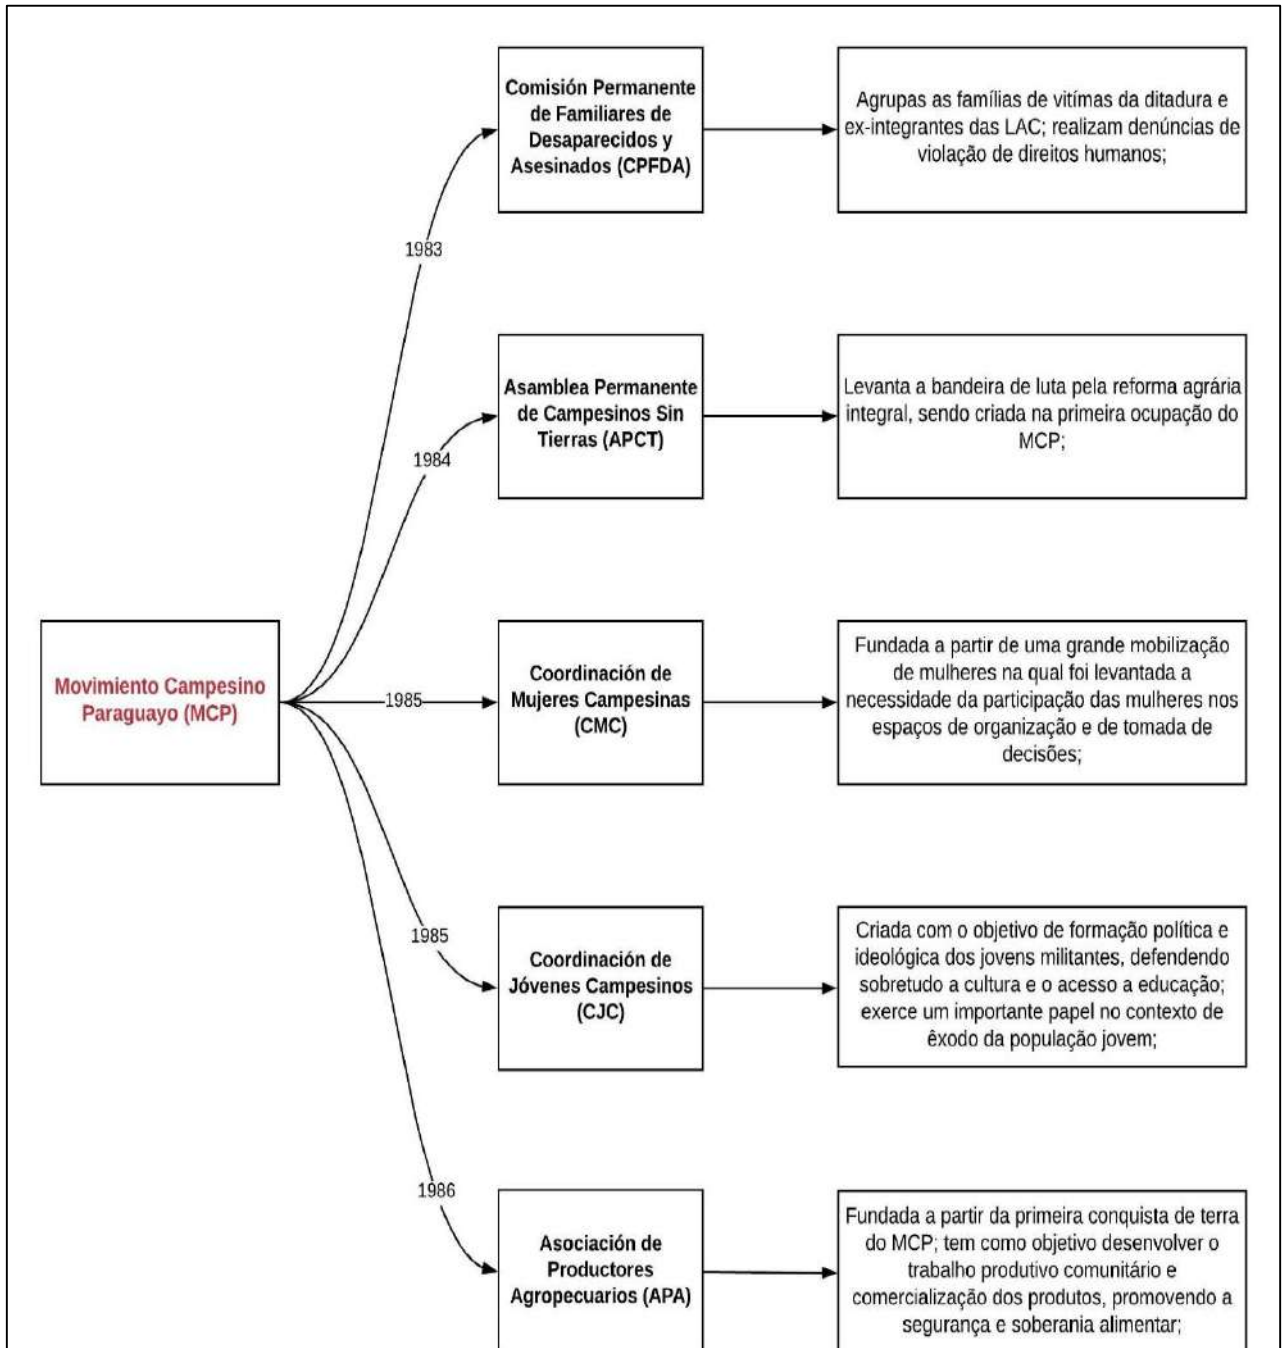 Comisión Permanente
de Familiares de
Desaparecidos y
Asesinados (CPFDA)
Agrupas as famílias de vitímas da ditadura e
ex-integrantes das LAC; realizam denúncias de
violação de direitos humanos;
1983
Asamblea Permanente
de Campesinos Sin
Tierras (APCT)
Levanta a bandeira de luta pela reforma agrária
integral, sendo criada na primeira ocupação do
MCP;
1984
Movimiento Campesino
Paraguayo (MCP)
1985
Coordinación de
Mujeres Campesinas
(CMC)
Fundada a partir de uma grande mobilização
de mulheres na qual foi levantada a
necessidade da participação das mulheres nos
espaços de organização e de tomada de
decisões;
1985
Coordinación de
Jóvenes Campesinos
(CJC)
Criada com o objetivo de formação política e
ideológica dos jovens militantes, defendendo
sobretudo a cultura e o acesso a educação;
exerce um importante papel no contexto de
êxodo da população jovem;
1986
Asociación de
Productores
Agropecuarios (APA)
Fundada a partir da primeira conquista de terra
do MCP; tem como objetivo desenvolver o
trabalho produtivo comunitário e
comercialização dos produtos, promovendo a
segurança e soberania alimentar;